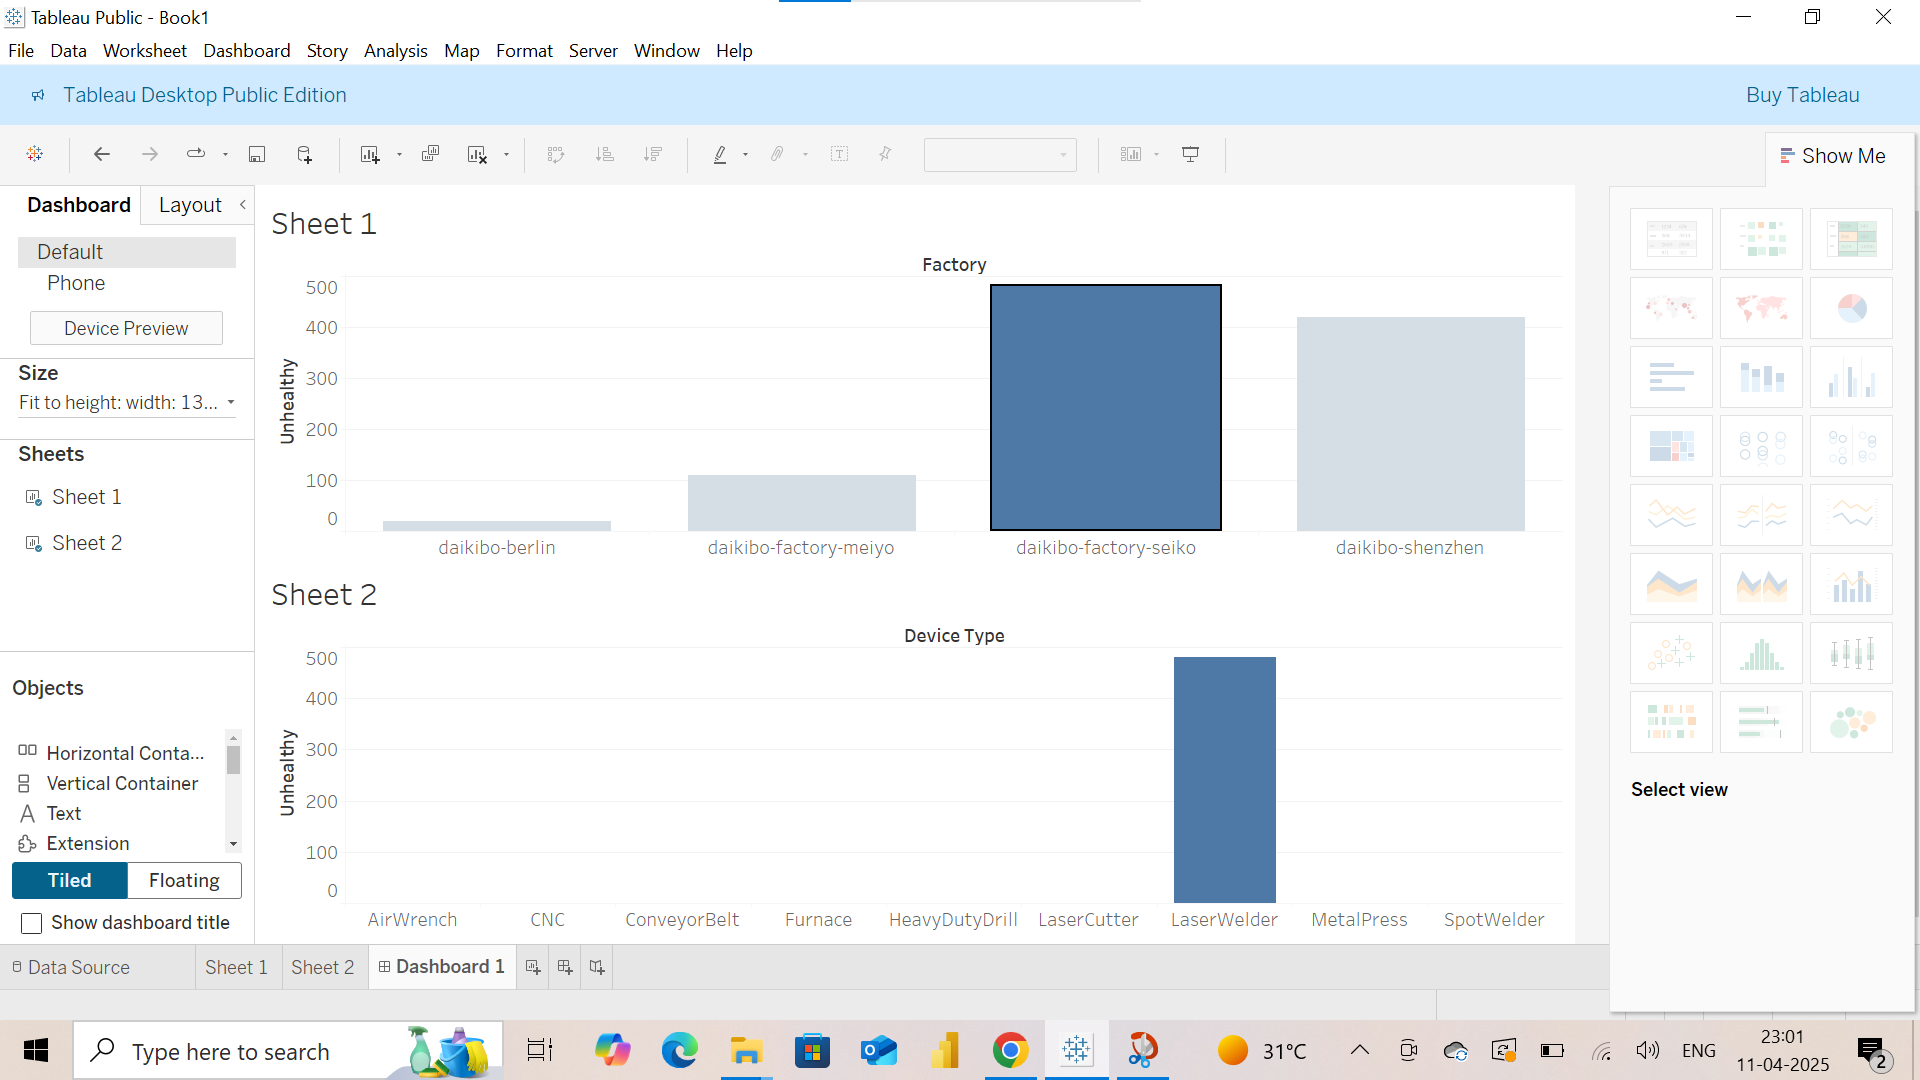 Tableau Public - Book1
File Data Worksheet Dashboard Story Analysis Map Format Server Window Help
Tableau Desktop Public Edition
Buy Tableau
Show Me
Dashboard
Layout
Default
Phone
Device Preview
Size
Fit to height: width: 13...
Sheets
Sheet 1
Sheet 2
Objects
Horizontal Conta...
Vertical Container
Text
Extension
Tiled
Floating
Show dashboard title
Sheet 1
Factory
Unhealthy
500
400
300
200
100
0
daikibo-berlin
daikibo-factory-meiyo
daikibo-factory-seiko
daikibo-shenzhen
Sheet 2
Device Type
Unhealthy
500
400
300
200
100
0
AirWrench
CNC
ConveyorBelt
Furnace
HeavyDutyDrill
LaserCutter
LaserWelder
MetalPress
SpotWelder
Select view
Data Source
Sheet 1
Sheet 2
Dashboard 1
Type here to search
31°C
ENG
23:01
11-04-2025
2